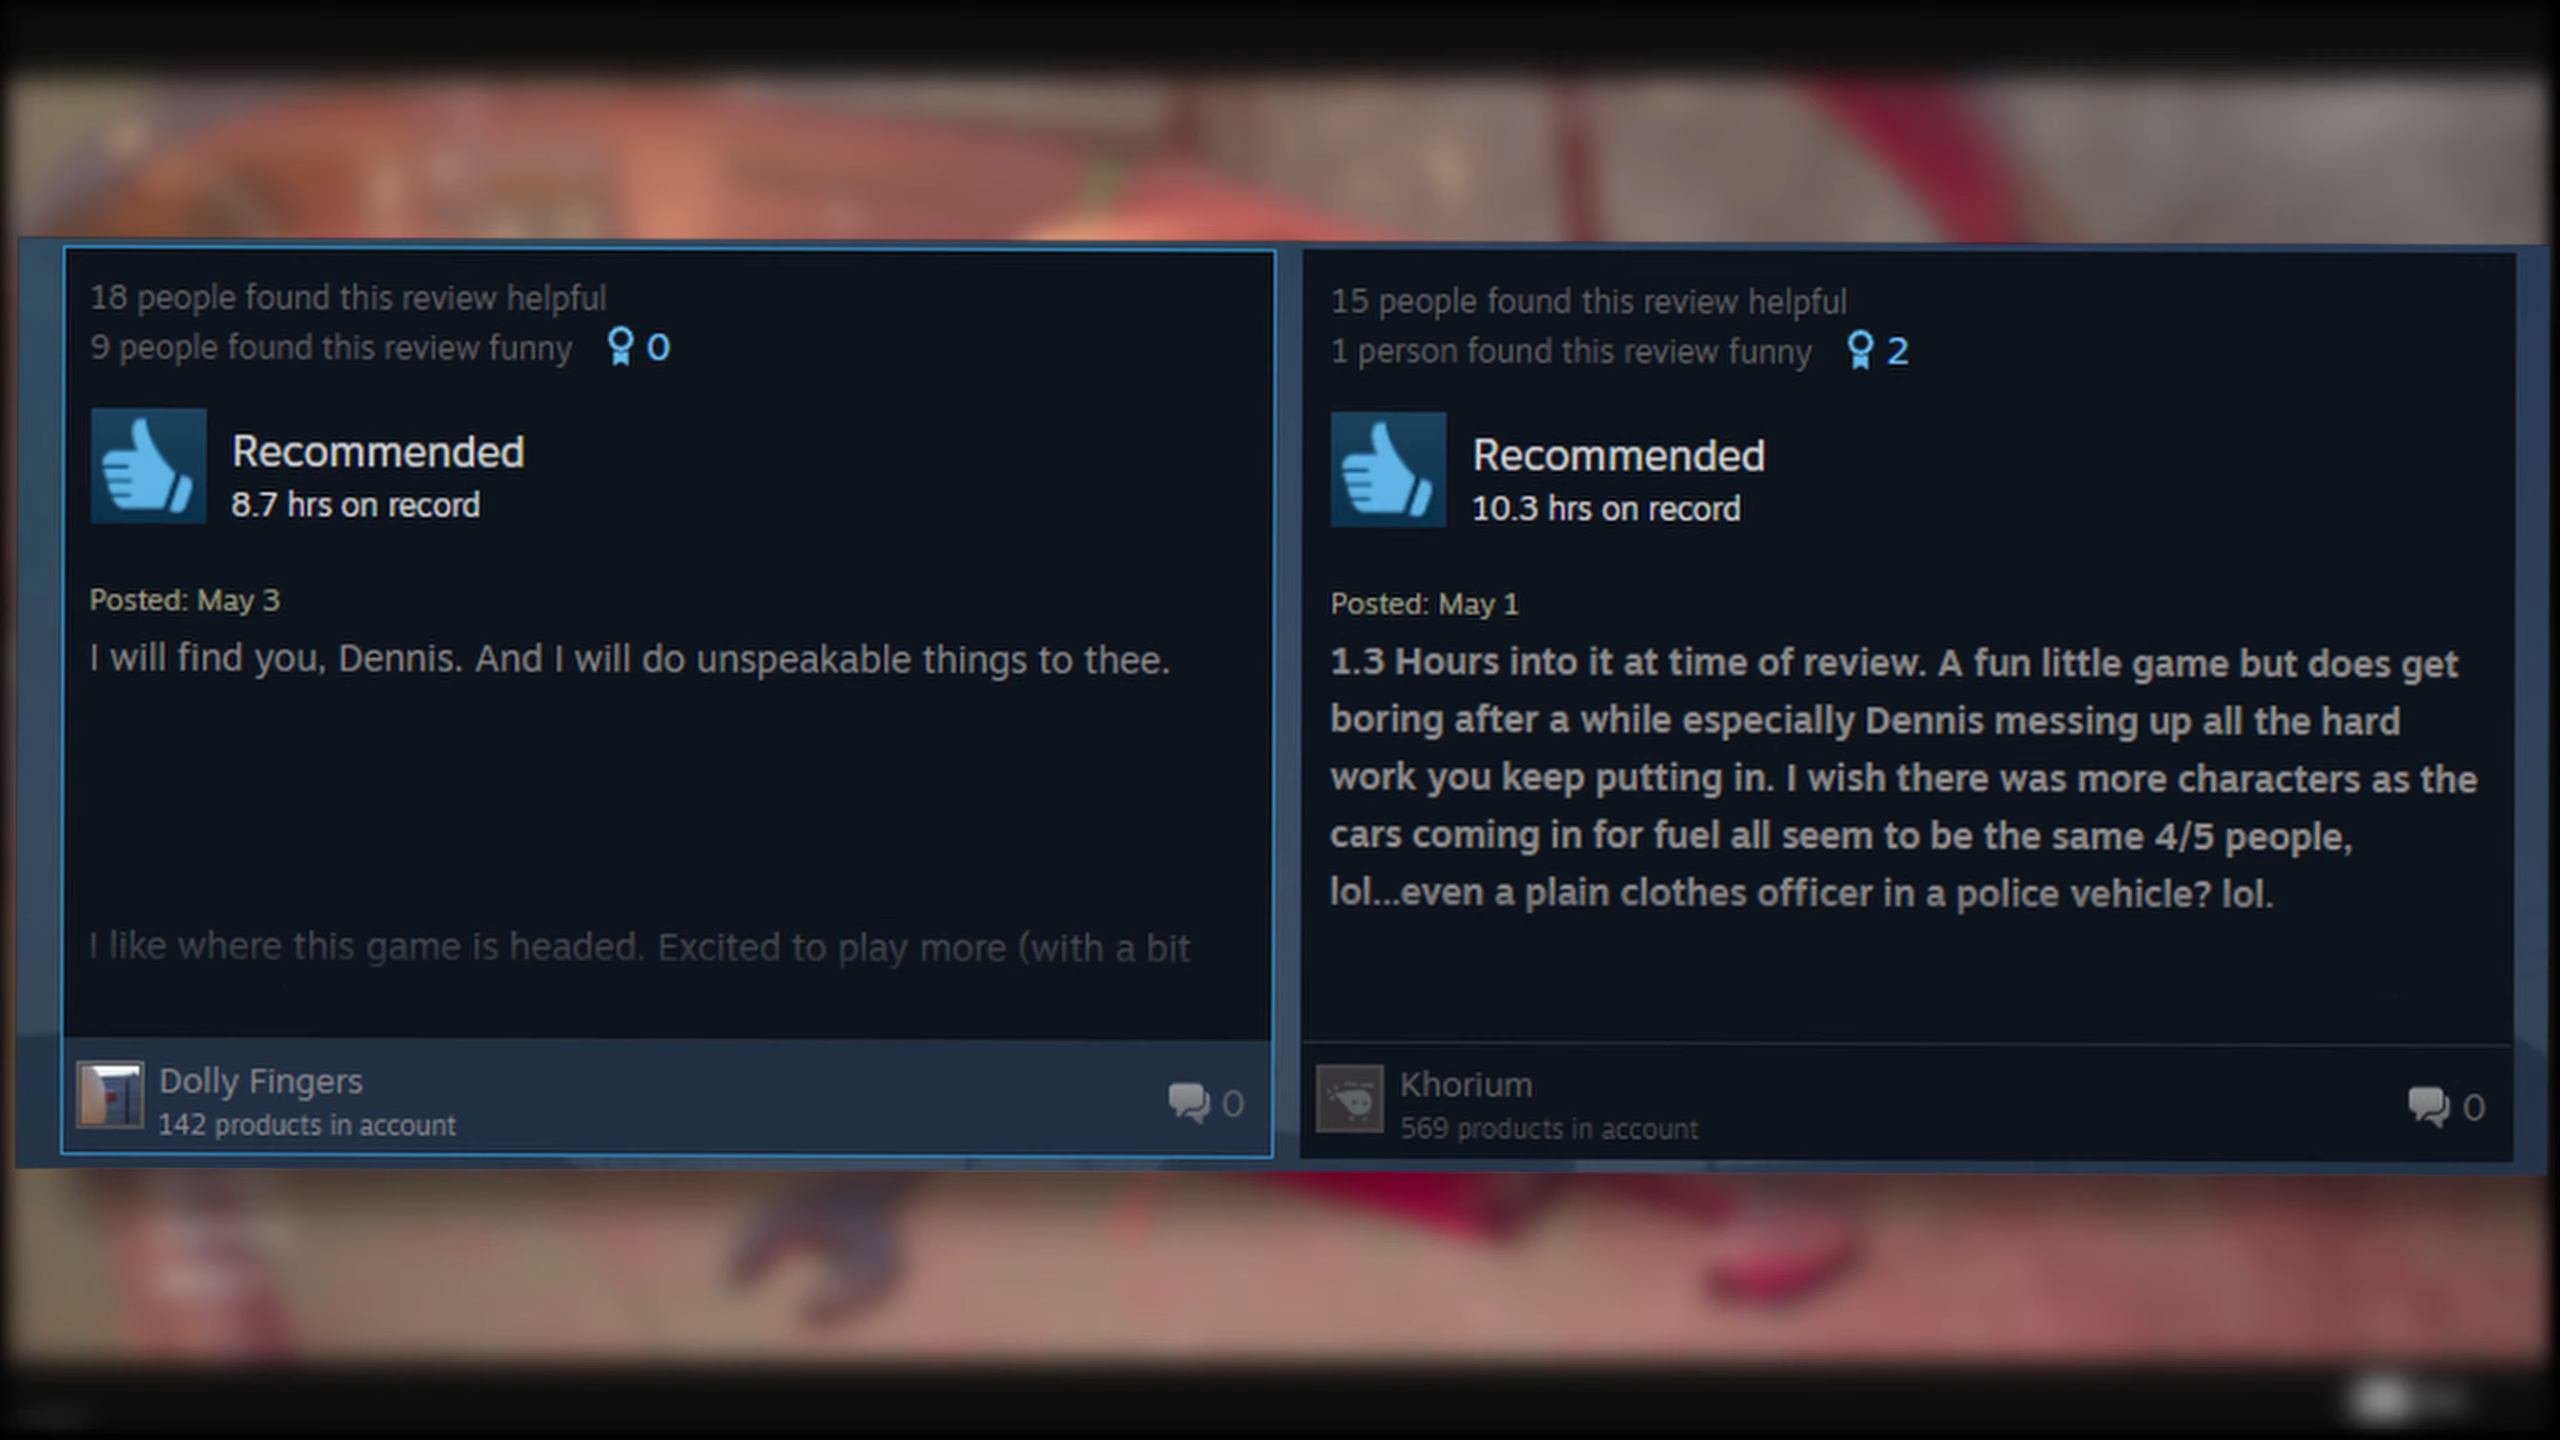 18 people found this review helpful
9 people found this review funny 0
Recommended
8.7 hrs on record
Posted: May 3
I will find you, Dennis. And I will do unspeakable things to thee.
I like where this game is headed. Excited to play more (with a bit
Dolly Fingers
142 products in account
0
15 people found this review helpful
1 person found this review funny 2
Recommended
10.3 hrs on record
Posted: May 1
1.3 Hours into it at time of review. A fun little game but does get
boring after a while especially Dennis messing up all the hard
work you keep putting in. I wish there was more characters as the
cars coming in for fuel all seem to be the same 4/5 people,
lol...even a plain clothes officer in a police vehicle? lol.
Khorium
569 products in account
0